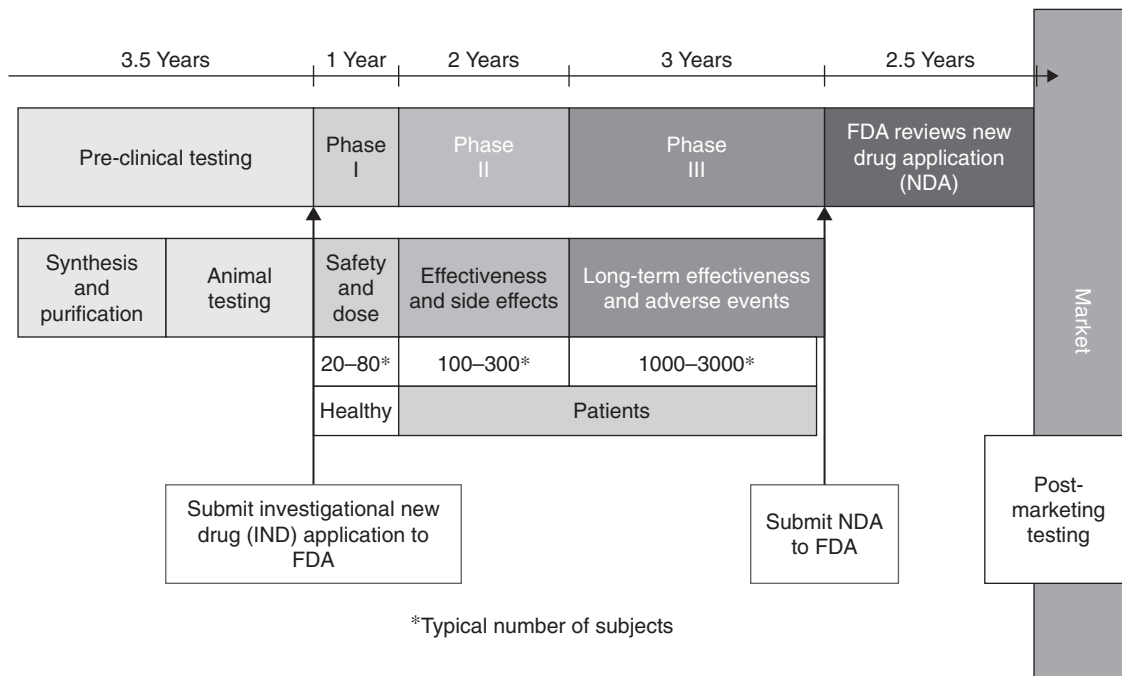 3.5 Years
1 Year
2 Years
3 Years
2.5 Years
Pre-clinical testing
Phase
I
Phase
II
Phase
III
FDA reviews new
drug application
(NDA)
Synthesis
and
purification
Animal
testing
Safety
and
dose
Effectiveness
and side effects
Long-term effectiveness
and adverse events
Market
20–80*
100–300*
1000–3000*
Healthy
Patients
Submit investigational new
drug (IND) application to
FDA
Submit NDA
to FDA
Post-
marketing
testing
*Typical number of subjects